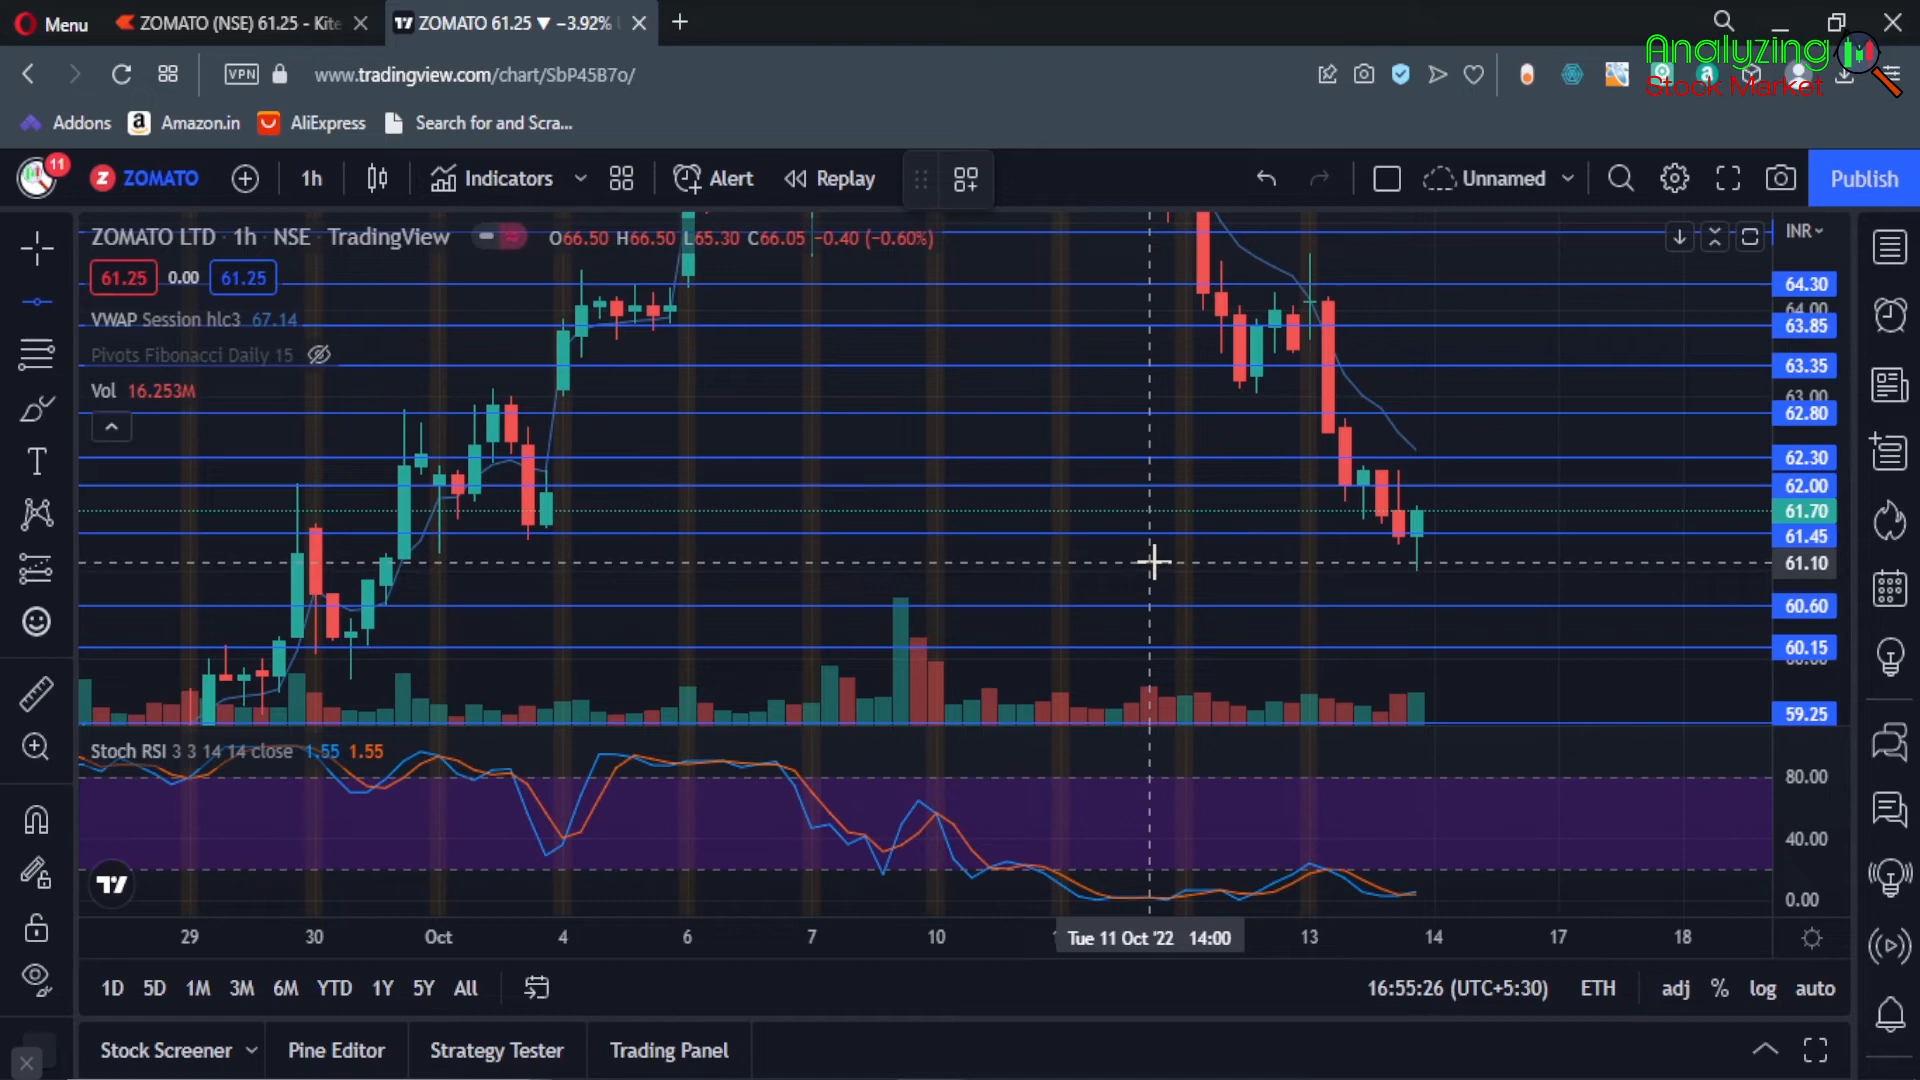 Menu
ZOMATO (NSE) 61.25 - Kite
ZOMATO 61.25 ▼ −3.92%
Analyzing
Stock Market
VPN
www.tradingview.com/chart/SbP45B7o/
Addons
Amazon.in
AliExpress
Search for and Scra...
11
ZOMATO
1h
Indicators
Alert
Replay
Unnamed
Publish
ZOMATO LTD · 1h · NSE · TradingView
O66.50 H66.50 L65.30 C66.05 −0.40 (−0.60%)
INR
61.25 0.00 61.25
VWAP Session hlc3 67.14
Pivots Fibonacci Daily 15
Vol 16.253M
64.30
64.00
63.85
63.35
63.00
62.80
62.30
62.00
61.70
61.45
61.10
60.60
60.15
59.25
Stoch RSI 3 3 14 14 close 1.55 1.55
80.00
40.00
0.00
29 30 Oct 4 6 7 10 Tue 11 Oct '22 14:00 13 14 17 18
1D 5D 1M 3M 6M YTD 1Y 5Y All
16:55:26 (UTC+5:30) ETH adj % log auto
Stock Screener
Pine Editor
Strategy Tester
Trading Panel